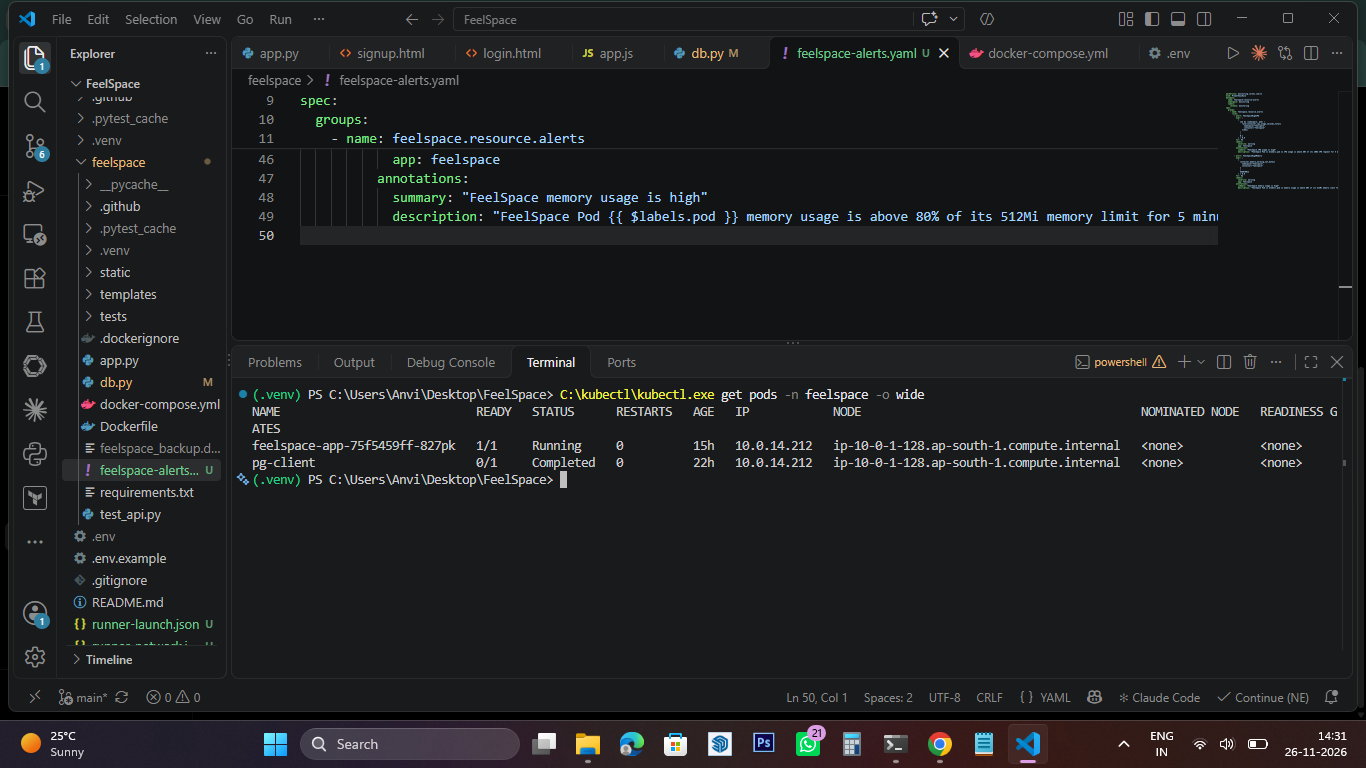 File Edit Selection View Go Run ··· FeelSpace
Explorer ···
FeelSpace
.github
.pytest_cache
.venv
feelspace
__pycache__
.github
.pytest_cache
.venv
static
templates
tests
.dockerignore
app.py
db.py M
docker-compose.yml
Dockerfile
feelspace_backup.d...
feelspace-alerts... U
requirements.txt
test_api.py
.env
.env.example
.gitignore
README.md
runner-launch.json U
Timeline
1
6
1
app.py signup.html login.html JS app.js db.py M feelspace-alerts.yaml U docker-compose.yml .env
feelspace > feelspace-alerts.yaml
9 spec:
10 groups:
11 - name: feelspace.resource.alerts
46 app: feelspace
47 annotations:
48 summary: "FeelSpace memory usage is high"
49 description: "FeelSpace Pod {{ $labels.pod }} memory usage is above 80% of its 512Mi memory limit for 5 minu
50
Problems Output Debug Console Terminal Ports powershell
(.venv) PS C:\Users\Anvi\Desktop\FeelSpace> C:\kubectl\kubectl.exe get pods -n feelspace -o wide
NAME READY STATUS RESTARTS AGE IP NODE NOMINATED NODE READINESS G
ATES
feelspace-app-75f5459ff-827pk 1/1 Running 0 15h 10.0.14.212 ip-10-0-1-128.ap-south-1.compute.internal <none> <none>
pg-client 0/1 Completed 0 22h 10.0.14.212 ip-10-0-1-128.ap-south-1.compute.internal <none> <none>
(.venv) PS C:\Users\Anvi\Desktop\FeelSpace>
main* 0 0 Ln 50, Col 1 Spaces: 2 UTF-8 CRLF {} YAML Claude Code Continue (NE)
25°C
Sunny
Search
Ps
21
ENG
IN
14:31
26-11-2026